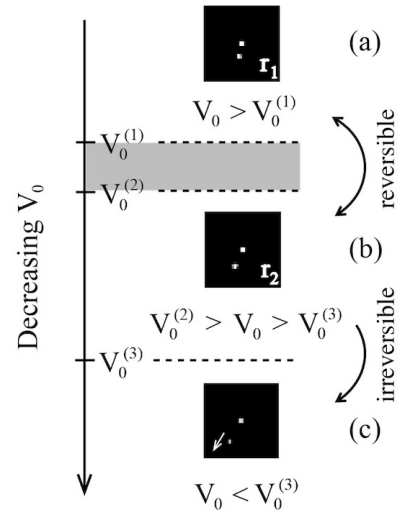 (a)
r₁
V₀ > V₀⁽¹⁾
V₀⁽¹⁾
V₀⁽²⁾
reversible
Decreasing V₀
(b)
r₂
V₀⁽²⁾ > V₀ > V₀⁽³⁾
V₀⁽³⁾
irreversible
(c)
V₀ < V₀⁽³⁾